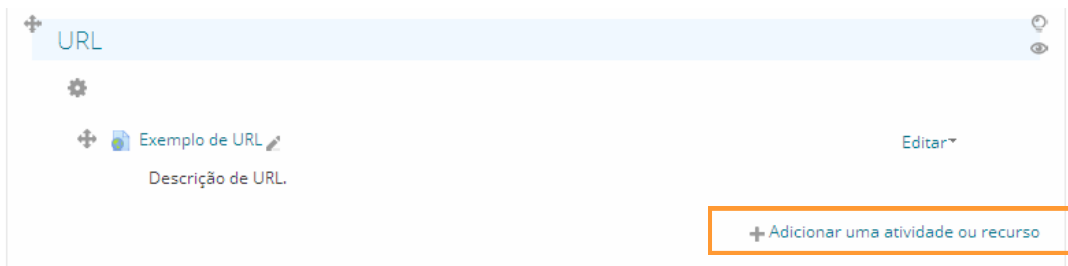 URL
Exemplo de URL
Editar
Descrição de URL.
Adicionar uma atividade ou recurso